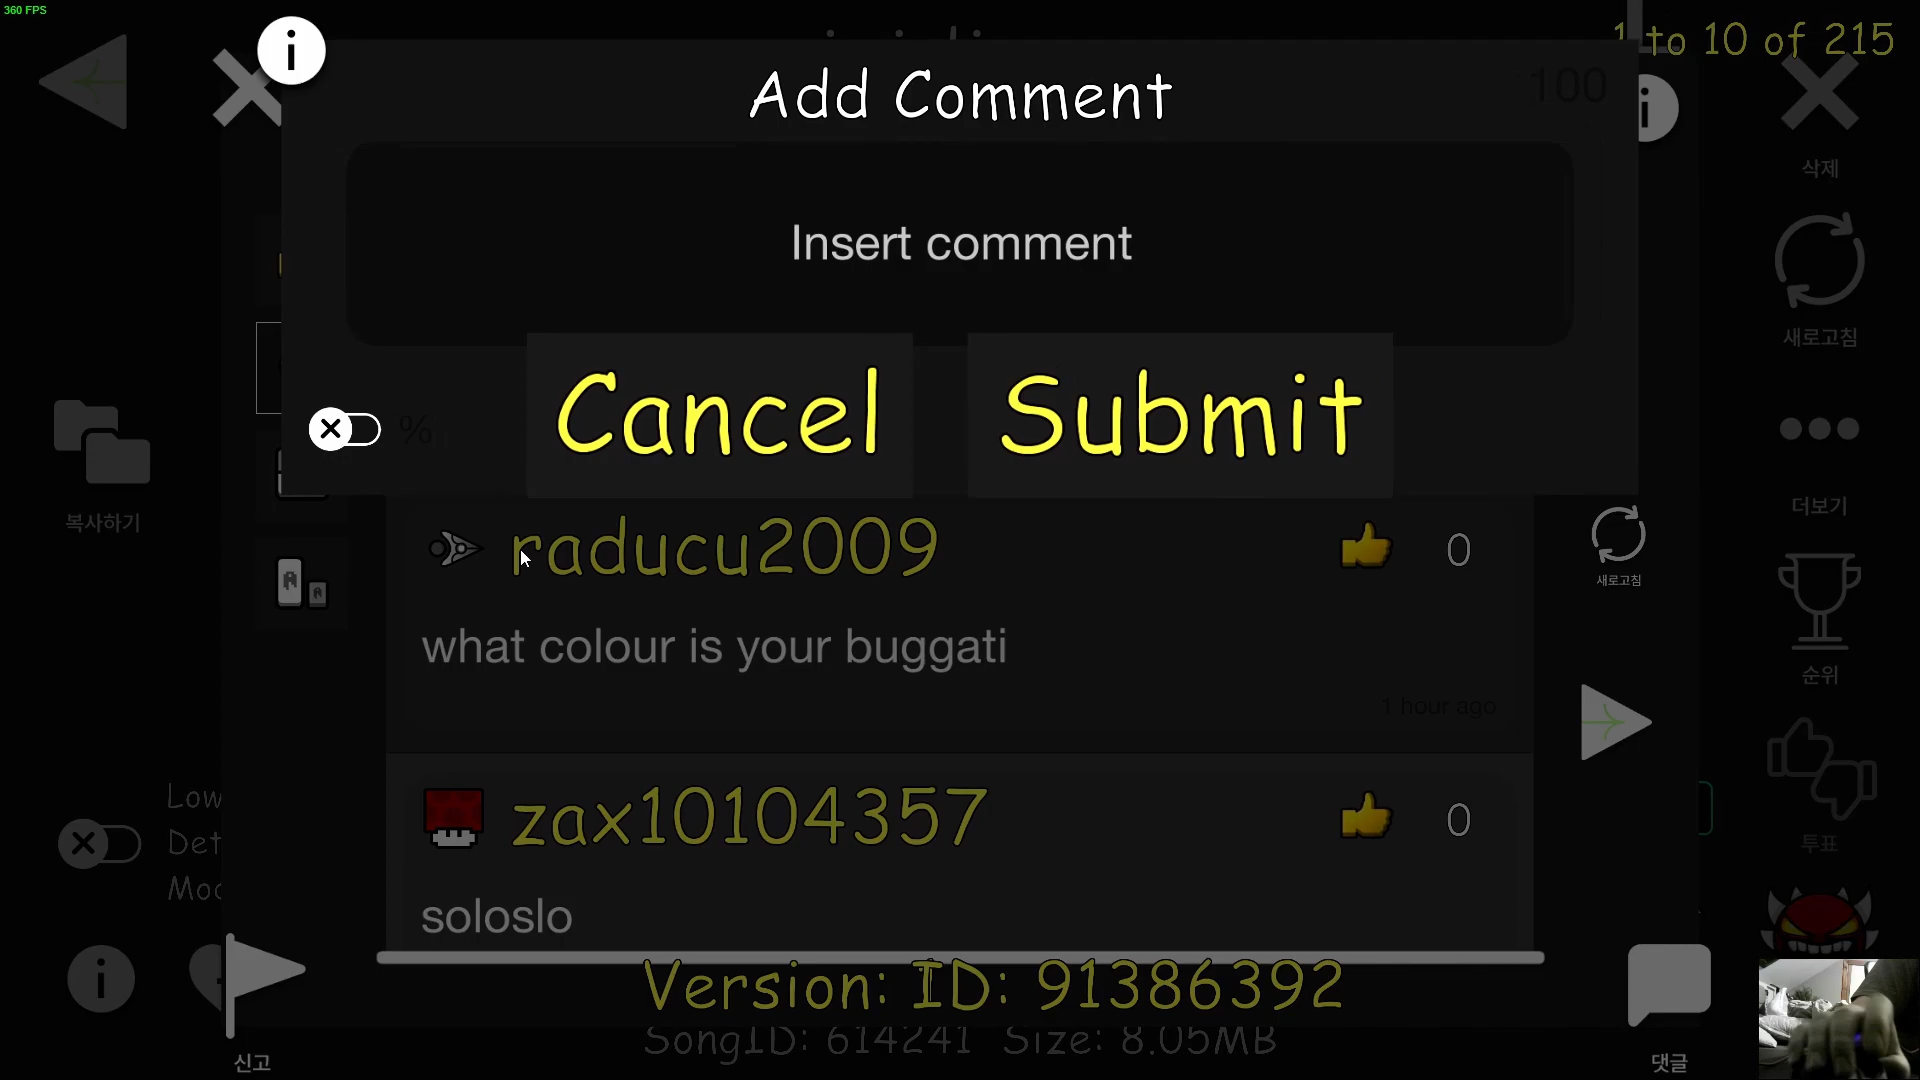 360 FPS
1 to 10 of 215
Add Comment
100
삭제
Insert comment
새로고침
Cancel
Submit
%
복사하기
더보기
raducu2009
0
새로고침
what colour is your buggati
순위
1 hour ago
zax10104357
0
Low
Det
투표
soloslo
Version: ID: 91386392
SongID: 614241 Size: 8.05MB
신고
댓글